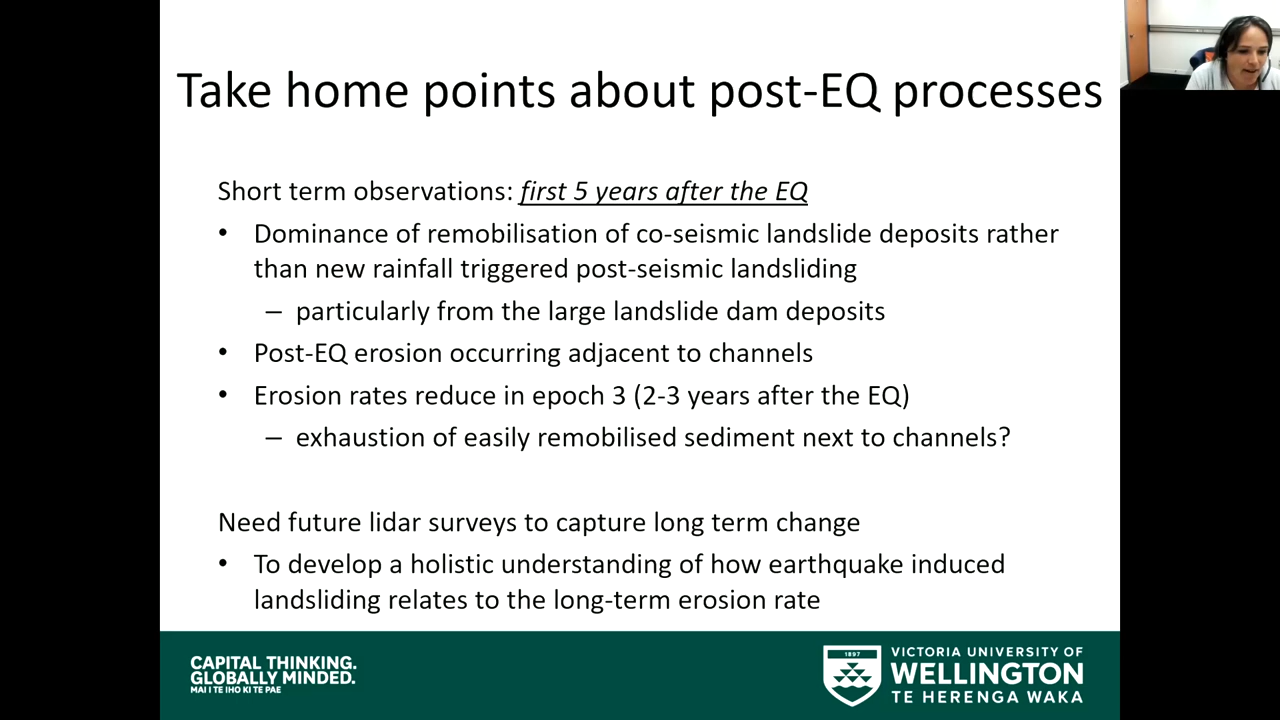 Take home points about post-EQ processes
Short term observations: first 5 years after the EQ
• Dominance of remobilisation of co-seismic landslide deposits rather
than new rainfall triggered post-seismic landsliding
– particularly from the large landslide dam deposits
• Post-EQ erosion occurring adjacent to channels
• Erosion rates reduce in epoch 3 (2-3 years after the EQ)
– exhaustion of easily remobilised sediment next to channels?
Need future lidar surveys to capture long term change
• To develop a holistic understanding of how earthquake induced
landsliding relates to the long-term erosion rate
CAPITAL THINKING.
GLOBALLY MINDED.
MAI I TE IHO KI TE PAE
1897
VICTORIA UNIVERSITY OF
WELLINGTON
TE HERENGA WAKA